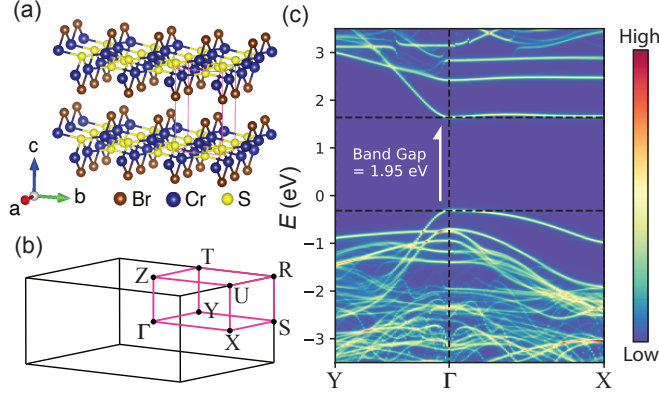 (a)
c
b
a
Br Cr S
(b)
T
Z
R
U
Γ
Y
S
X
(c)
E (eV)
3
2
1
0
−1
−2
−3
Band Gap
= 1.95 eV
Y Γ X
High
Low